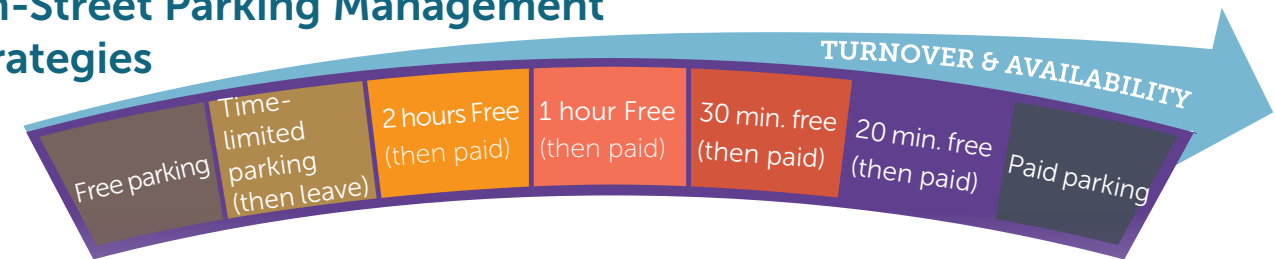 n-Street Parking Management
rategies
TURNOVER & AVAILABILITY
Free parking
Time-
limited
parking
(then leave)
2 hours Free
(then paid)
1 hour Free
(then paid)
30 min. free
(then paid)
20 min. free
(then paid)
Paid parking